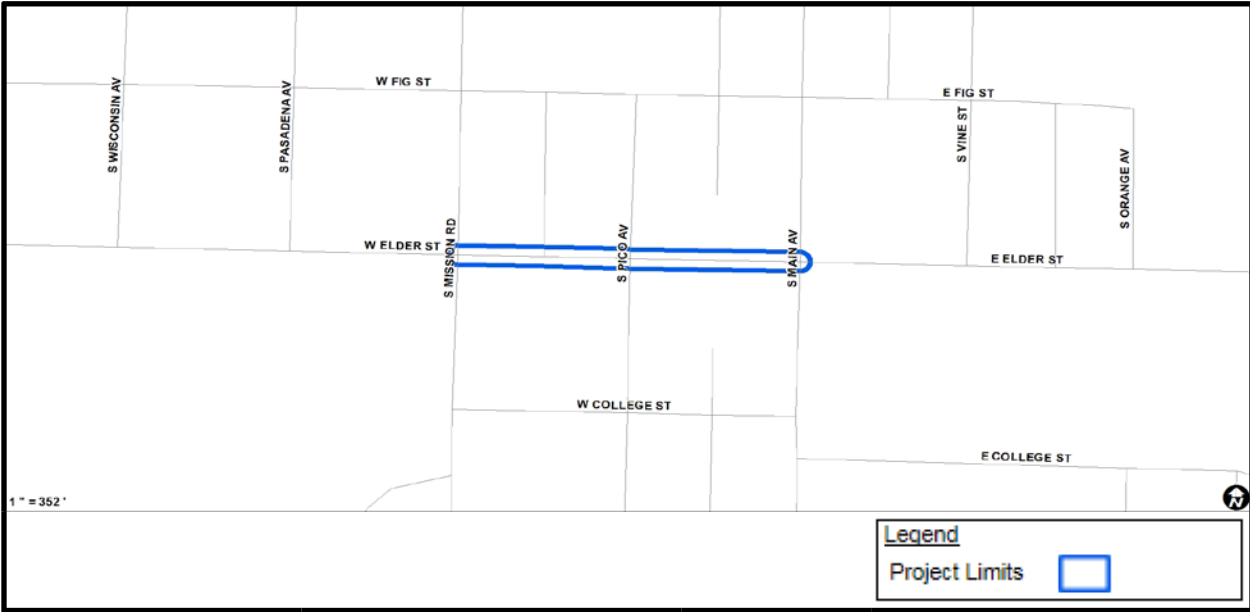 W FIG ST
E FIG ST
S WISCONSIN AV
S PASADENA AV
S VINE ST
S ORANGE AV
W ELDER ST
S MISSION RD
S PICO AV
S MAIN AV
E ELDER ST
W COLLEGE ST
E COLLEGE ST
1 " = 352 '
N
Legend
Project Limits